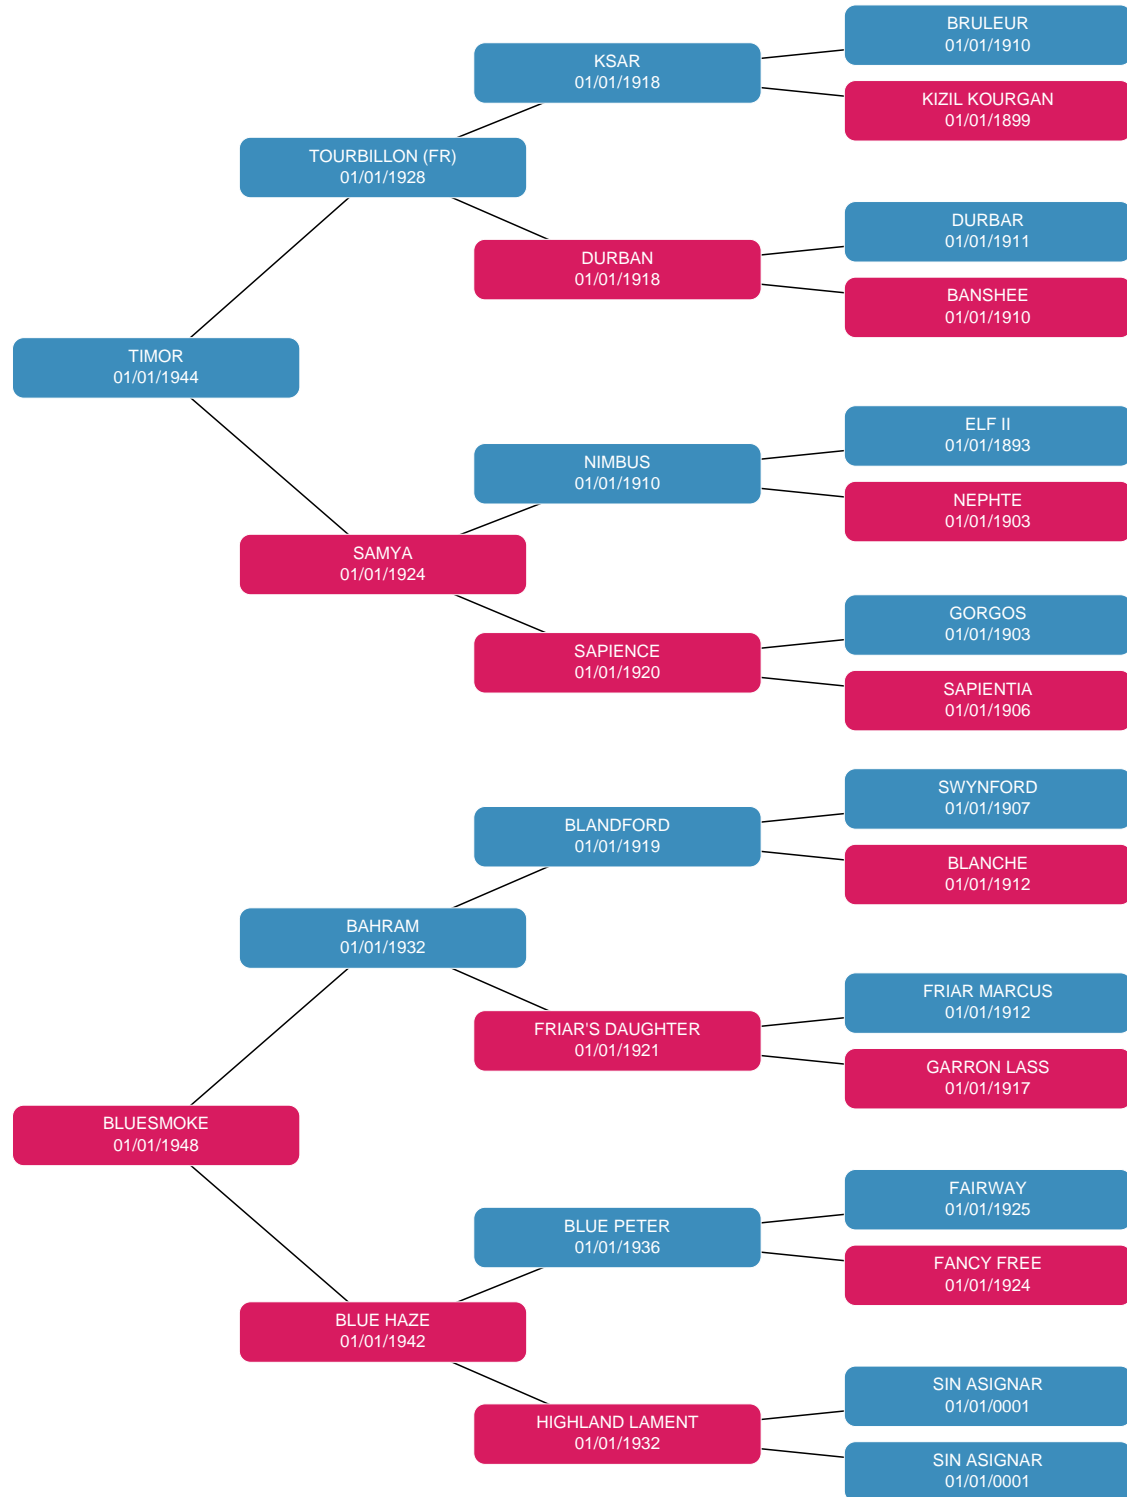 BRULEUR
01/01/1910
KSAR
01/01/1918
KIZIL KOURGAN
01/01/1899
TOURBILLON (FR)
01/01/1928
DURBAR
01/01/1911
DURBAN
01/01/1918
BANSHEE
01/01/1910
TIMOR
01/01/1944
ELF II
01/01/1893
NIMBUS
01/01/1910
NEPHTE
01/01/1903
SAMYA
01/01/1924
GORGOS
01/01/1903
SAPIENCE
01/01/1920
SAPIENTIA
01/01/1906
SWYNFORD
01/01/1907
BLANDFORD
01/01/1919
BLANCHE
01/01/1912
BAHRAM
01/01/1932
FRIAR MARCUS
01/01/1912
FRIAR'S DAUGHTER
01/01/1921
GARRON LASS
01/01/1917
BLUESMOKE
01/01/1948
FAIRWAY
01/01/1925
BLUE PETER
01/01/1936
FANCY FREE
01/01/1924
BLUE HAZE
01/01/1942
SIN ASIGNAR
01/01/0001
HIGHLAND LAMENT
01/01/1932
SIN ASIGNAR
01/01/0001